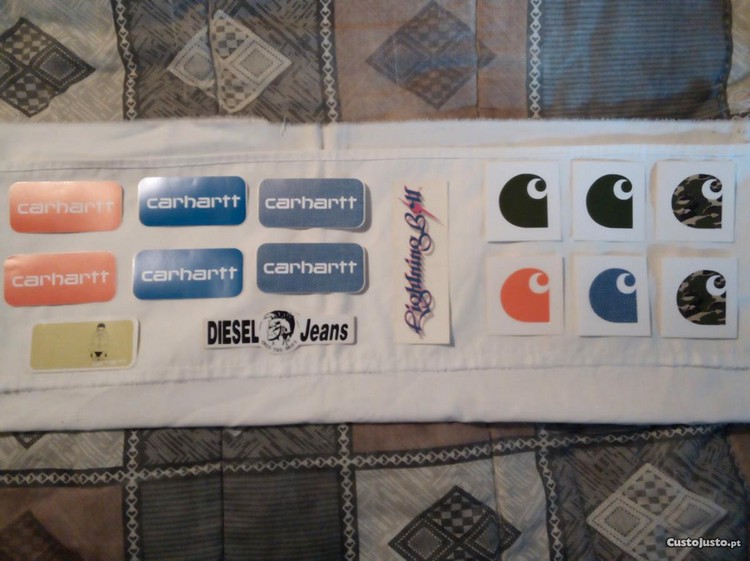 carhartt
carhartt
carhartt
carhartt
carhartt
carhartt
DIESEL Jeans
Lightning Bolt
CustoJusto.pt